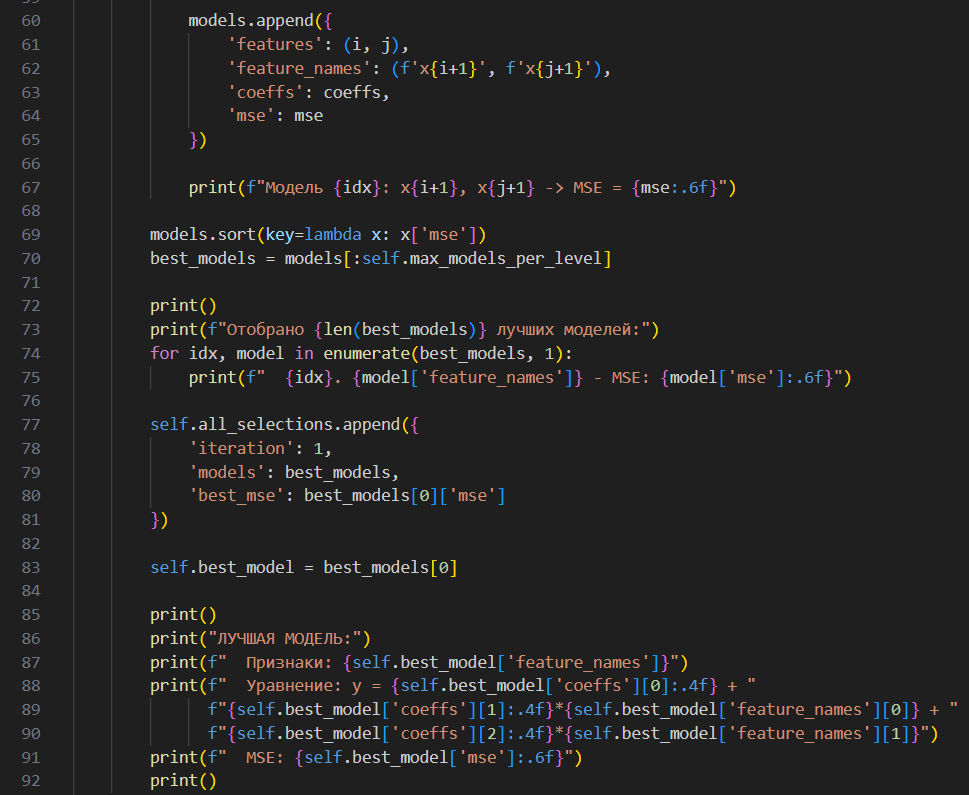 60 models.append({
61 'features': (i, j),
62 'feature_names': (f'x{i+1}', f'x{j+1}'),
63 'coeffs': coeffs,
64 'mse': mse
65 })
66
67 print(f"Модель {idx}: x{i+1}, x{j+1} -> MSE = {mse:.6f}")
68
69 models.sort(key=lambda x: x['mse'])
70 best_models = models[:self.max_models_per_level]
71
72 print()
73 print(f"Отобрано {len(best_models)} лучших моделей:")
74 for idx, model in enumerate(best_models, 1):
75 print(f"  {idx}. {model['feature_names']} - MSE: {model['mse']:.6f}")
76
77 self.all_selections.append({
78 'iteration': 1,
79 'models': best_models,
80 'best_mse': best_models[0]['mse']
81 })
82
83 self.best_model = best_models[0]
84
85 print()
86 print("ЛУЧШАЯ МОДЕЛЬ:")
87 print(f"  Признаки: {self.best_model['feature_names']}")
88 print(f"  Уравнение: y = {self.best_model['coeffs'][0]:.4f} + "
89 f"{self.best_model['coeffs'][1]:.4f}*{self.best_model['feature_names'][0]} + "
90 f"{self.best_model['coeffs'][2]:.4f}*{self.best_model['feature_names'][1]}")
91 print(f"  MSE: {self.best_model['mse']:.6f}")
92 print()